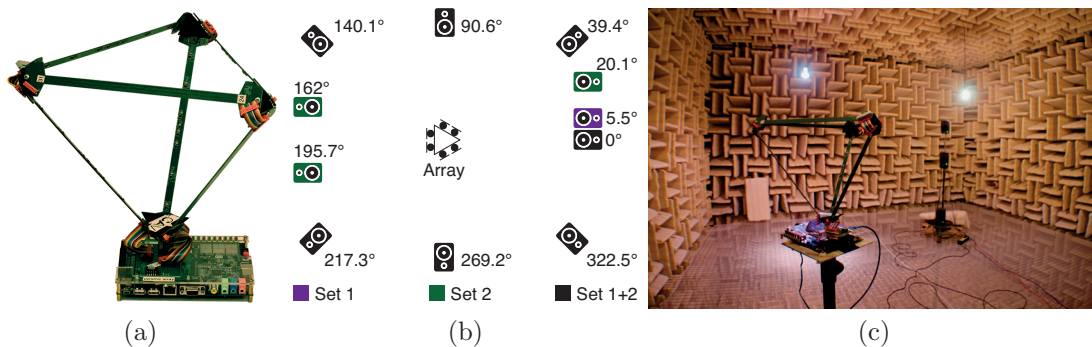 140.1°
90.6°
39.4°
20.1°
162°
5.5°
0°
Array
195.7°
217.3°
269.2°
322.5°
Set 1
Set 2
Set 1+2
(a)
(b)
(c)